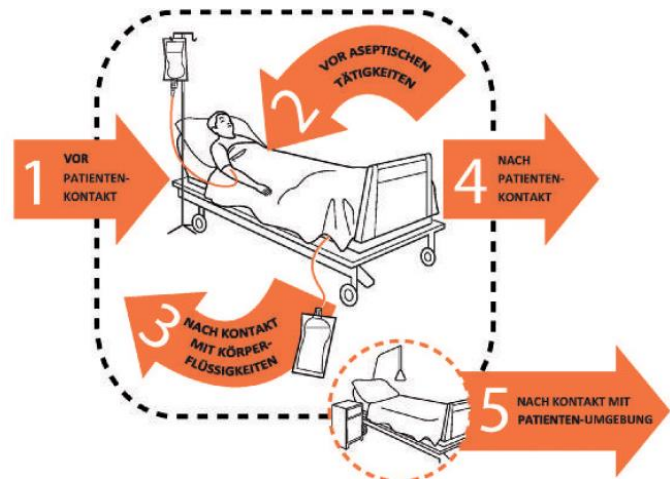 1
VOR
PATIENTEN-
KONTAKT
2
VOR ASEPTISCHEN
TÄTIGKEITEN
3
NACH KONTAKT
MIT KÖRPER-
FLÜSSIGKEITEN
4
NACH
PATIENTEN-
KONTAKT
5
NACH KONTAKT MIT
PATIENTEN-UMGEBUNG